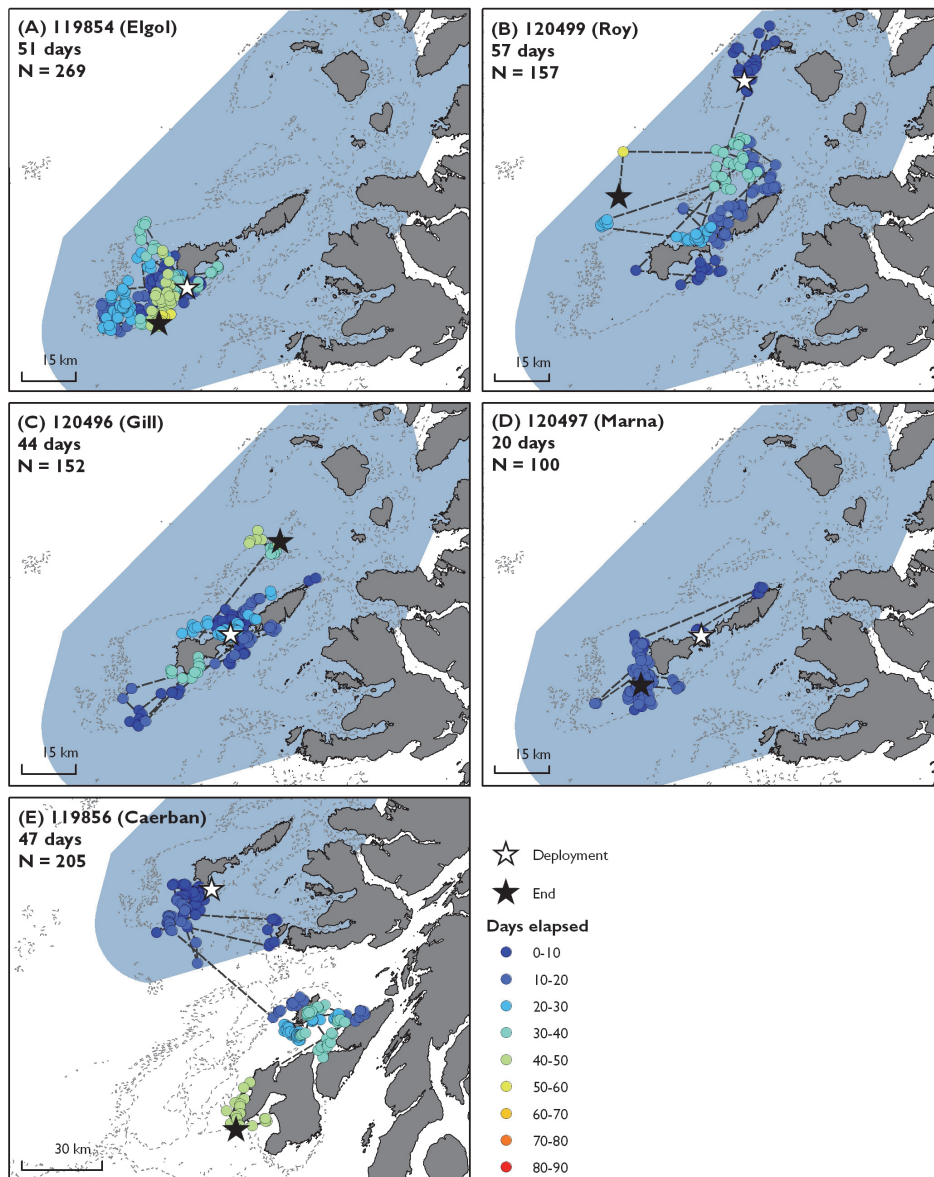 (A) 119854 (Elgol)
51 days
N = 269
15 km
(B) 120499 (Roy)
57 days
N = 157
15 km
(C) 120496 (Gill)
44 days
N = 152
15 km
(D) 120497 (Marna)
20 days
N = 100
15 km
(E) 119856 (Caerban)
47 days
N = 205
30 km
Deployment
End
Days elapsed
0-10
10-20
20-30
30-40
40-50
50-60
60-70
70-80
80-90